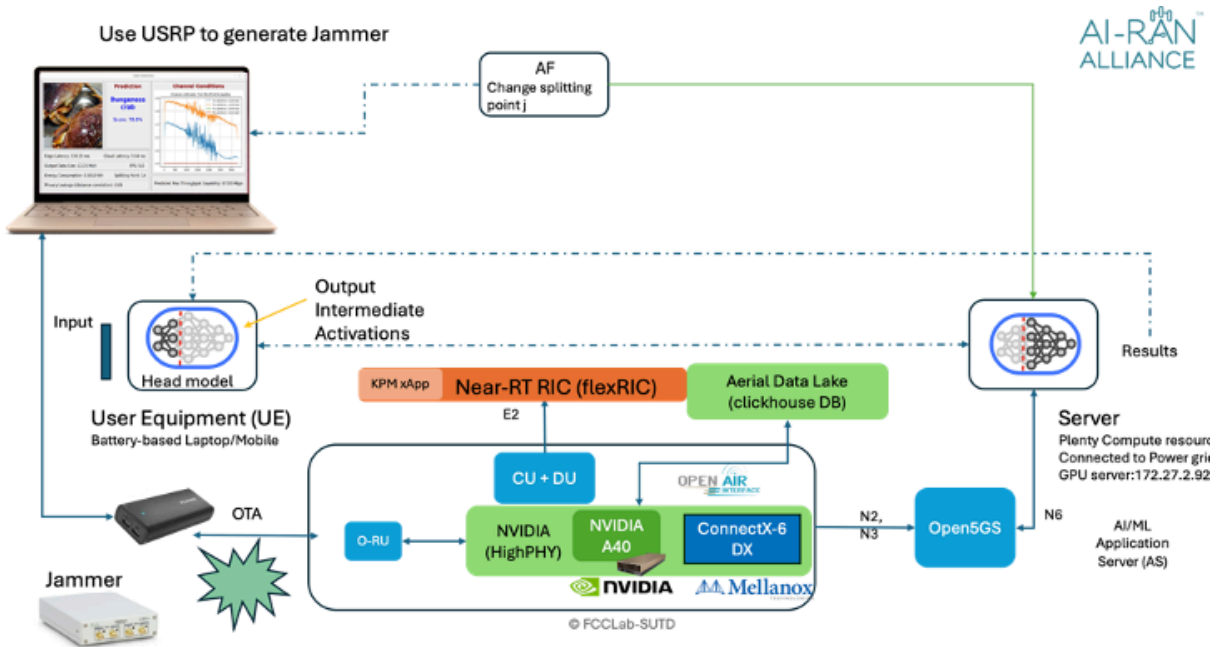 Use USRP to generate Jammer
AI-RAN
ALLIANCE
AF
Change splitting
point j
Prediction
Dungeness
crab
Channel Conditions
Input
Output
Intermediate
Activations
Head model
Results
User Equipment (UE)
Battery-based Laptop/Mobile
KPM xApp
Near-RT RIC (flexRIC)
Aerial Data Lake
(clickhouse DB)
E2
Server
Plenty Compute resourc
Connected to Power grid
GPU server:172.27.2.92
CU + DU
OPEN AIR
INTERFACE
OTA
O-RU
NVIDIA
(HighPHY)
NVIDIA
A40
ConnectX-6
DX
N2,
N3
Open5GS
N6
AI/ML
Application
Server (AS)
Jammer
NVIDIA
Mellanox
© FCCLab-SUTD